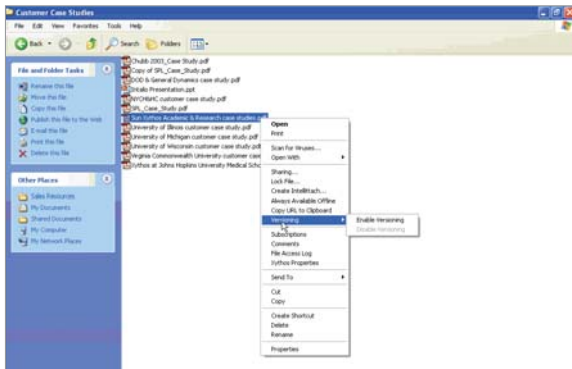 Customer Case Studies
File Edit View Favorites Tools Help
Back Search Folders
File and Folder Tasks
Rename this file
Move this file
Copy this file
Publish this file to the Web
E-mail this file
Print this file
Delete this file
Other Places
Sales Resources
My Documents
Shared Documents
My Computer
My Network Places
Chubb-2003_Case Study.pdf
Copy of SPL_Case_Study.pdf
DOD & General Dynamics case study.pdf
Intalio Presentation.ppt
customer case study.pdf
SPL_Case_Study.pdf
Sun Xythos Academic & Research case studies.pdf
University of Illinois customer case study.pdf
University of Michigan customer case study.pdf
University of Wisconsin customer case study.pdf
Virginia Commonwealth University customer case
Xythos at Johns Hopkins University Medical Scho
Open
Print
Scan for Viruses...
Open With
Sharing...
Lock File...
Create Intellittach...
Always Available Offline
Copy URL to Clipboard
Versioning
Subscriptions
Comments
File Access Log
Xythos Properties
Send To
Cut
Copy
Create Shortcut
Delete
Rename
Properties
Enable Versioning
Disable Versioning